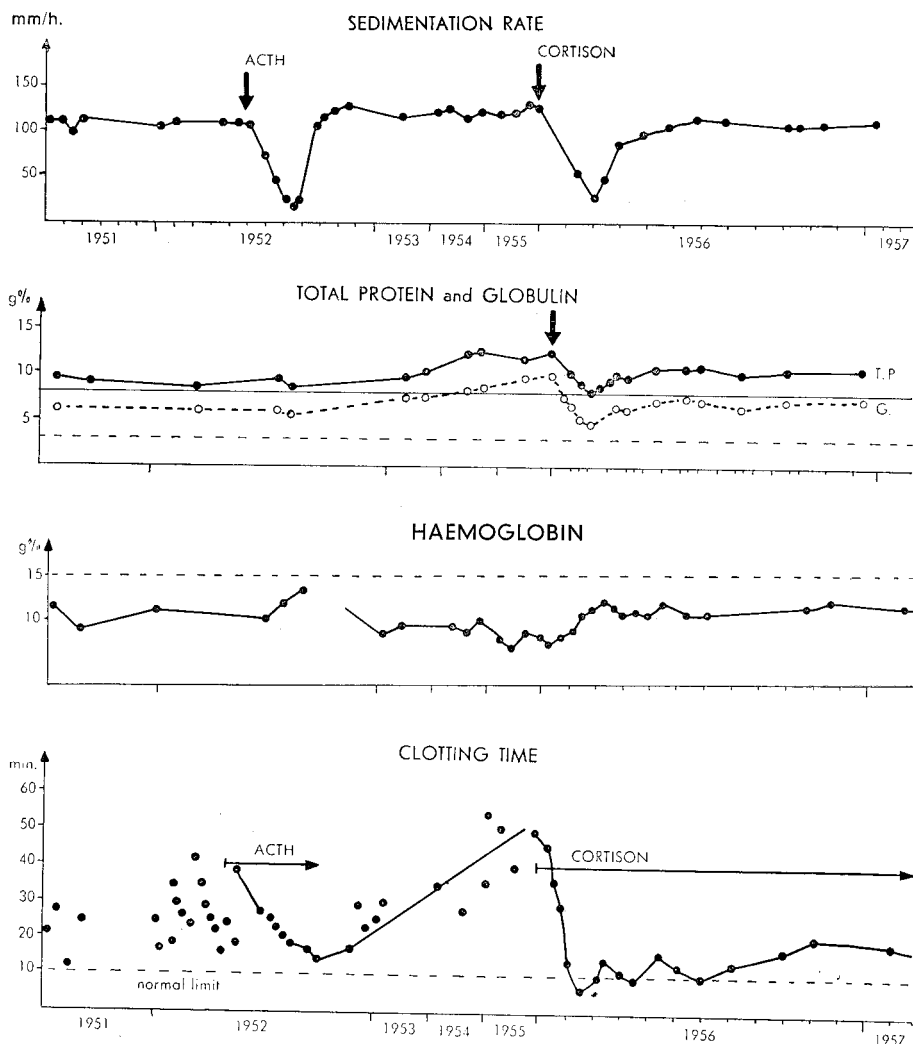 SEDIMENTATION RATE
mm/h.
ACTH
CORTISON
150
100
50
1951 1952 1953 1954 1955 1956 1957
TOTAL PROTEIN and GLOBULIN
g%
15
10
5
T.P
G.
HAEMOGLOBIN
g%
15
10
CLOTTING TIME
min.
60
50
40
30
20
10
ACTH
CORTISON
normal limit
1951 1952 1953 1954 1955 1956 1957